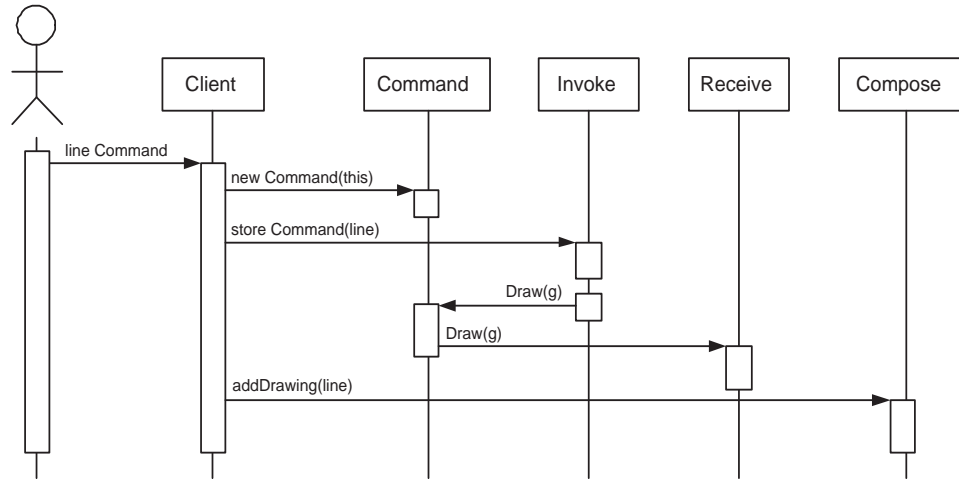 Client
Command
Invoke
Receive
Compose
line Command
new Command(this)
store Command(line)
Draw(g)
Draw(g)
addDrawing(line)